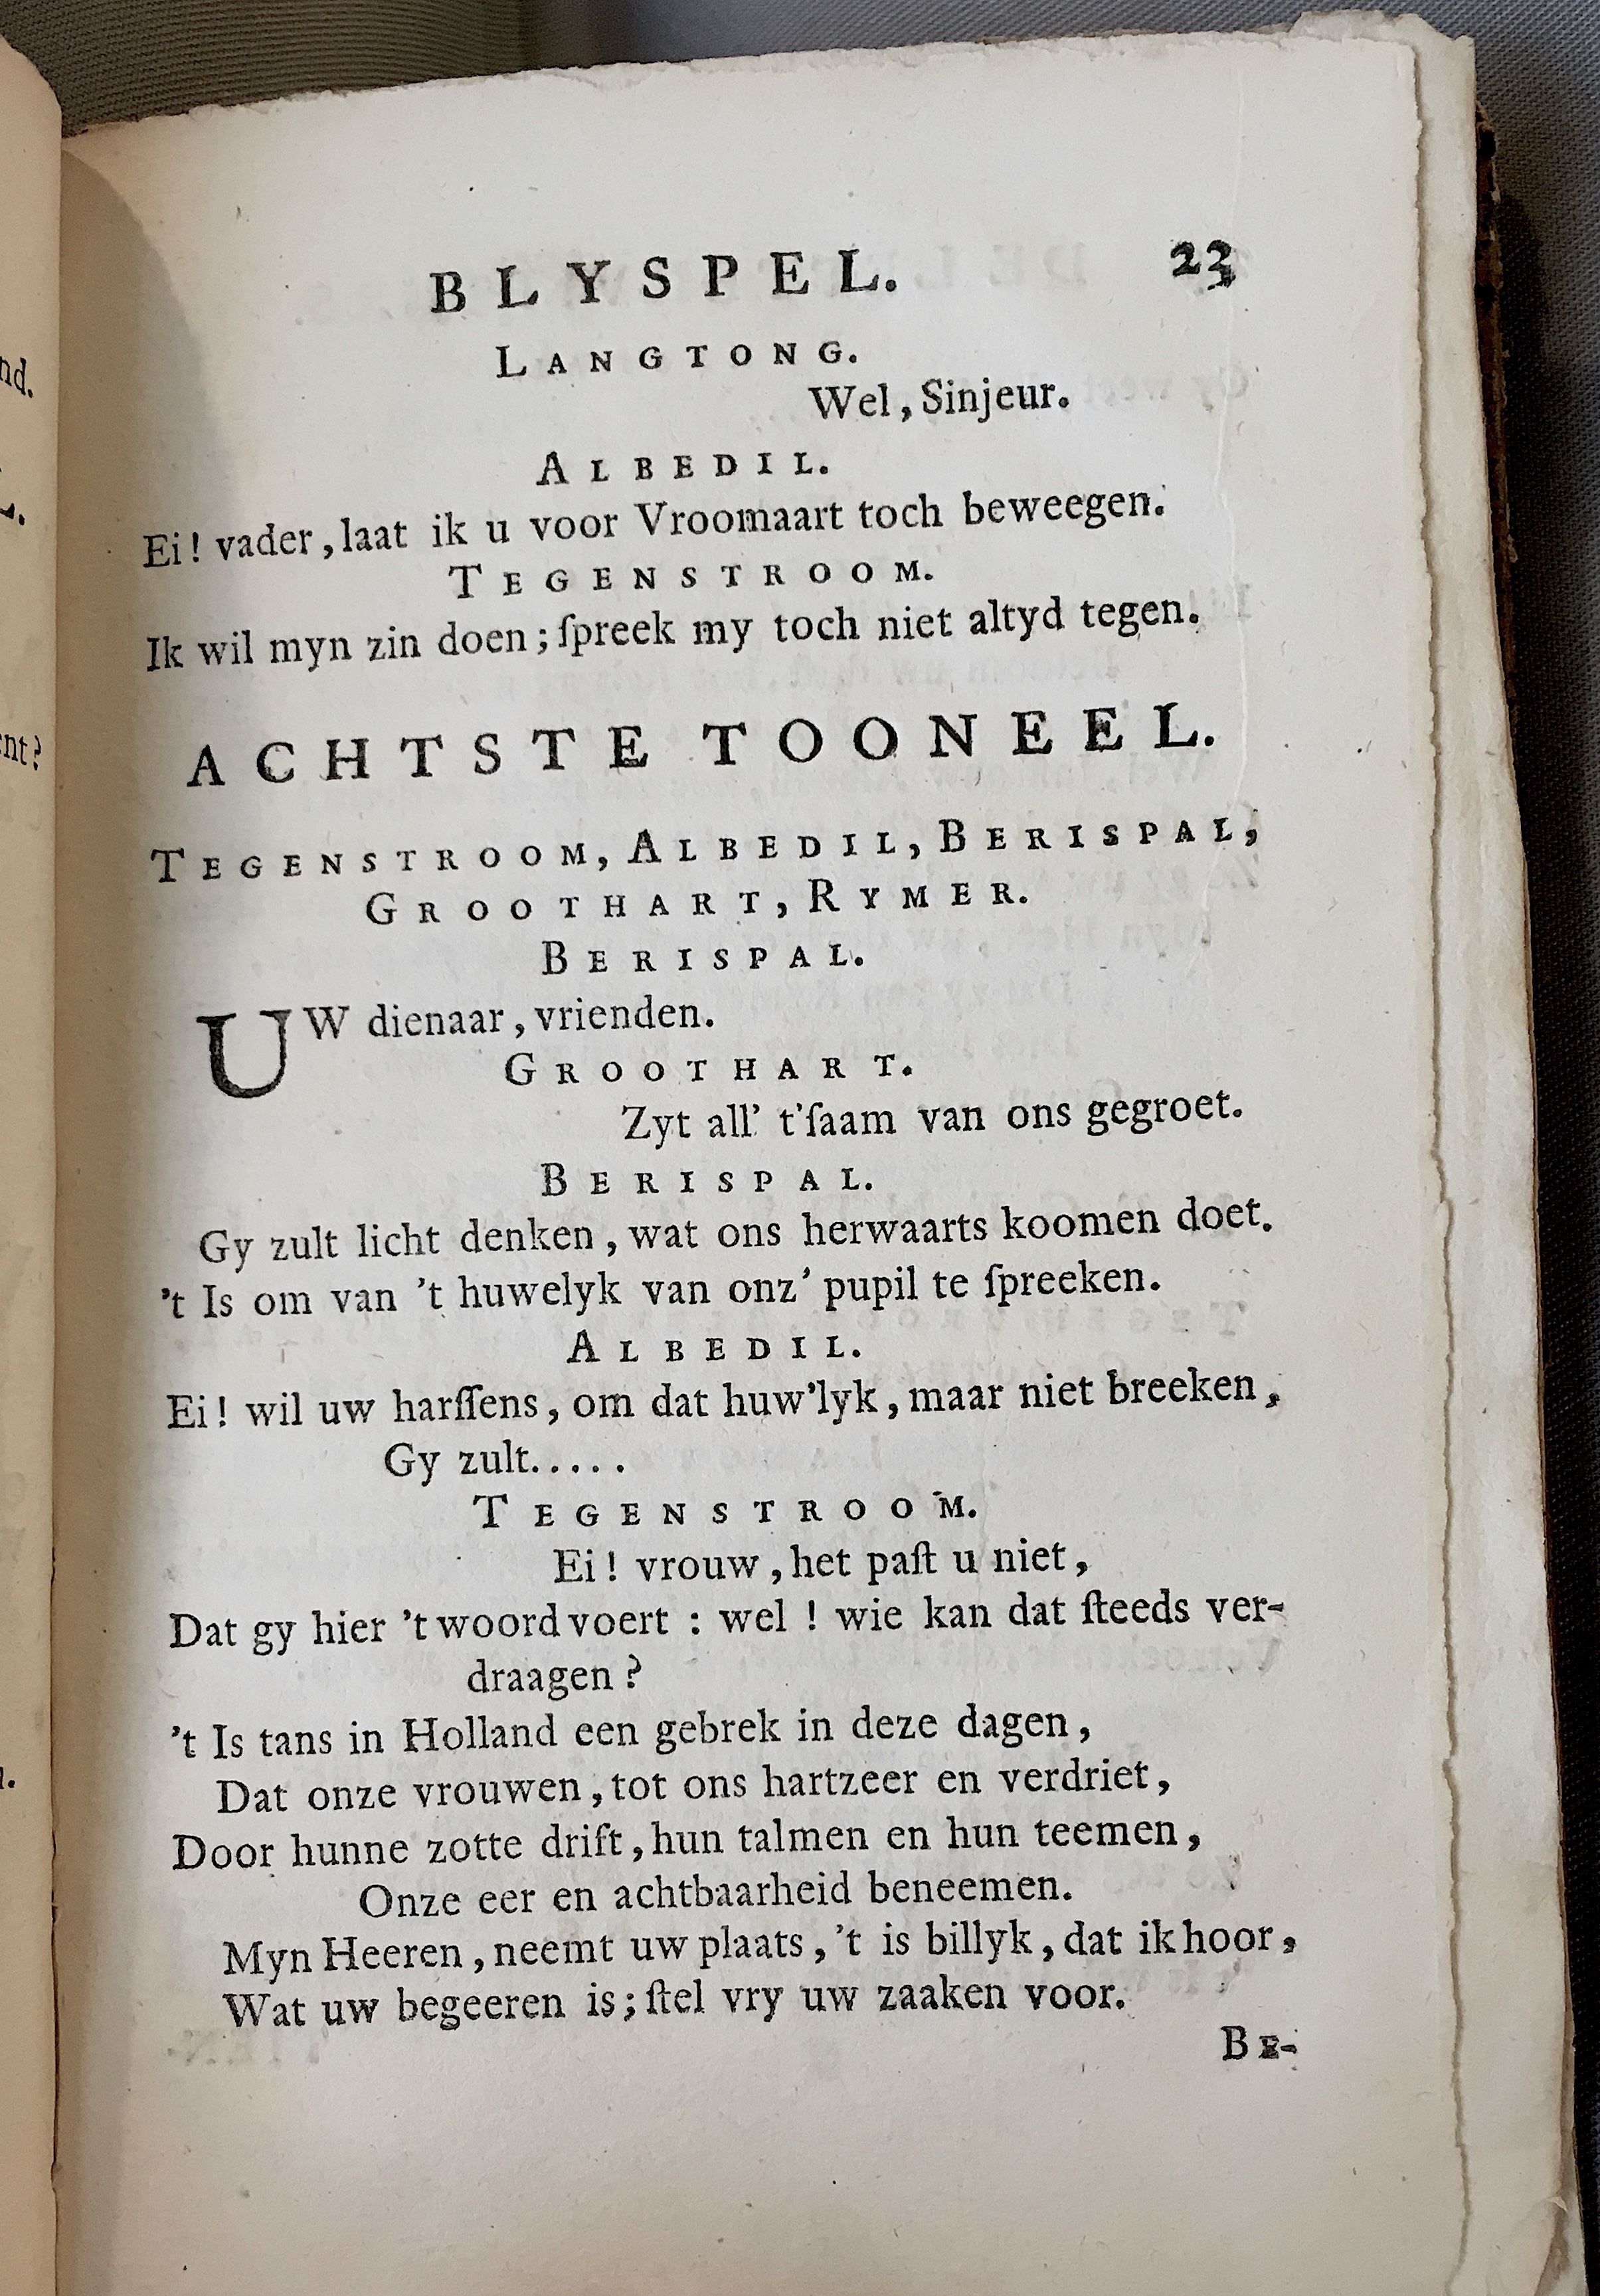 BLYSPEL. 23
LANGTONG.
Wel, Sinjeur.
ALBEDIL.
Ei! vader, laat ik u voor Vroomaart toch beweegen.
TEGENSTROOM.
Ik wil myn zin doen; ſpreek my toch niet altyd tegen.
ACHTSTE TOONEEL.
TEGENSTROOM, ALBEDIL, BERISPAL,
GROOTHART, RYMER.
BERISPAL.
UW dienaar, vrienden.
GROOTHART.
Zyt all' t'ſaam van ons gegroet.
BERISPAL.
Gy zult licht denken, wat ons herwaarts koomen doet.
't Is om van 't huwelyk van onz' pupil te ſpreeken.
ALBEDIL.
Ei! wil uw harſſens, om dat huw'lyk, maar niet breeken,
Gy zult.....
TEGENSTROOM.
Ei! vrouw, het paſt u niet,
Dat gy hier 't woord voert: wel! wie kan dat ſteeds ver-
draagen?
't Is tans in Holland een gebrek in deze dagen,
Dat onze vrouwen, tot ons hartzeer en verdriet,
Door hunne zotte drift, hun talmen en hun teemen,
Onze eer en achtbaarheid beneemen.
Myn Heeren, neemt uw plaats, 't is billyk, dat ik hoor,
Wat uw begeeren is; ſtel vry uw zaaken voor.
BE-
nd.
nt?